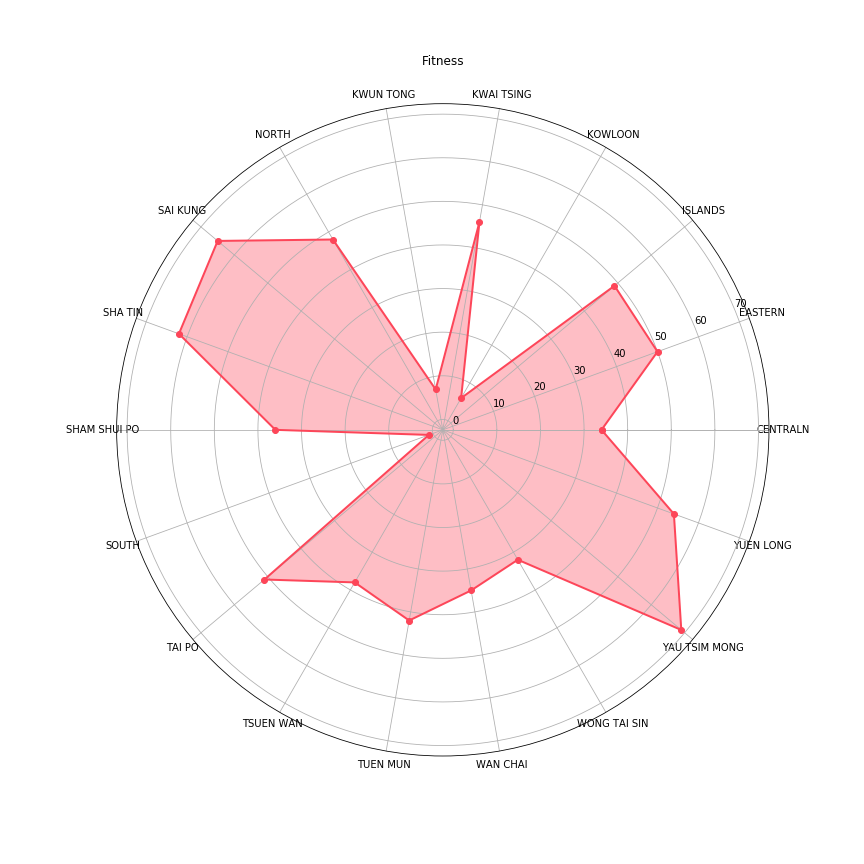 Fitness
KWUN TONG
KWAI TSING
NORTH
KOWLOON
SAI KUNG
ISLANDS
SHA TIN
EASTERN
70
60
50
40
30
20
10
0
SHAM SHUI PO
CENTRALN
SOUTH
YUEN LONG
TAI PO
YAU TSIM MONG
TSUEN WAN
WONG TAI SIN
TUEN MUN
WAN CHAI